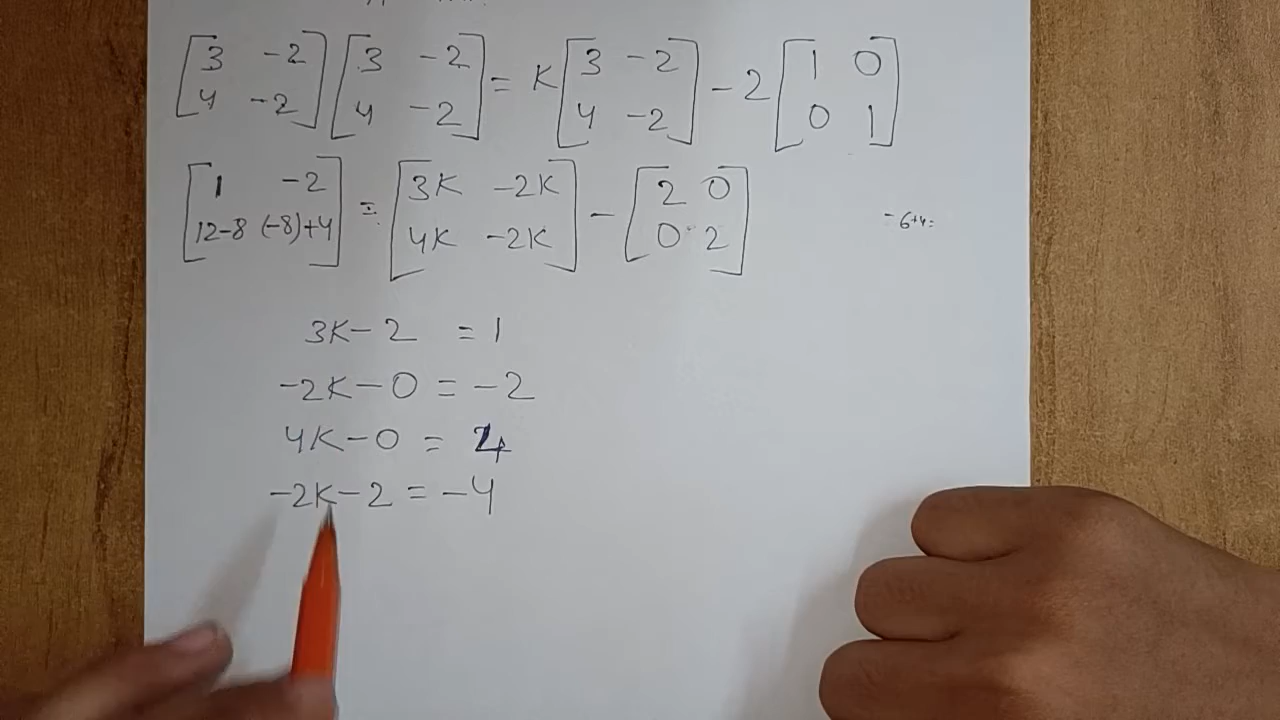 [3 -2] [3 -2] = K [3 -2] - 2 [1 0]
[4 -2] [4 -2] [4 -2] [0 1]
[1 -2] = [3K -2K] - [2 0]
[12-8 (-8)+4] [4K -2K] [0 2]
-6+4=
3K-2 = 1
-2K-0 = -2
4K-0 = 4
-2K-2 = -4